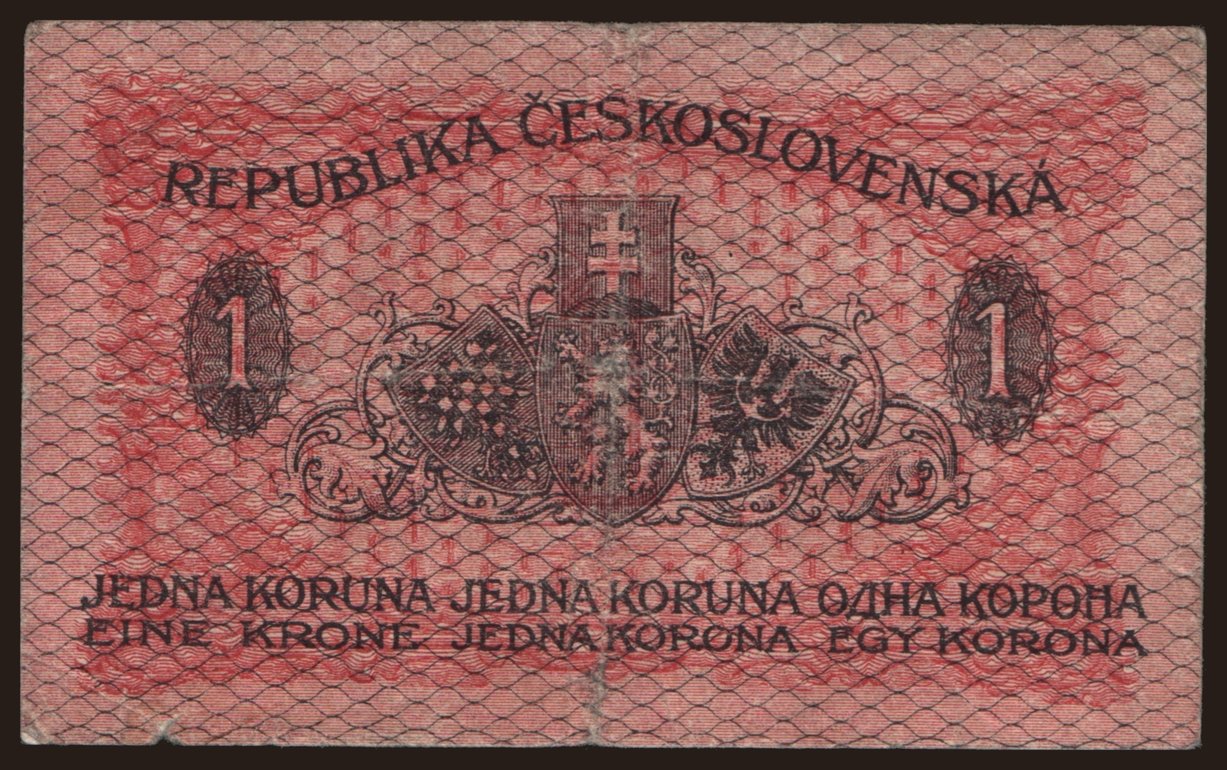 REPUBLIKA ČESKOSLOVENSKÁ
1 1
JEDNA KORUNA JEDNA KORUNA ОДНА КОРОНА
EINE KRONE JEDNA KORONA EGY KORONA